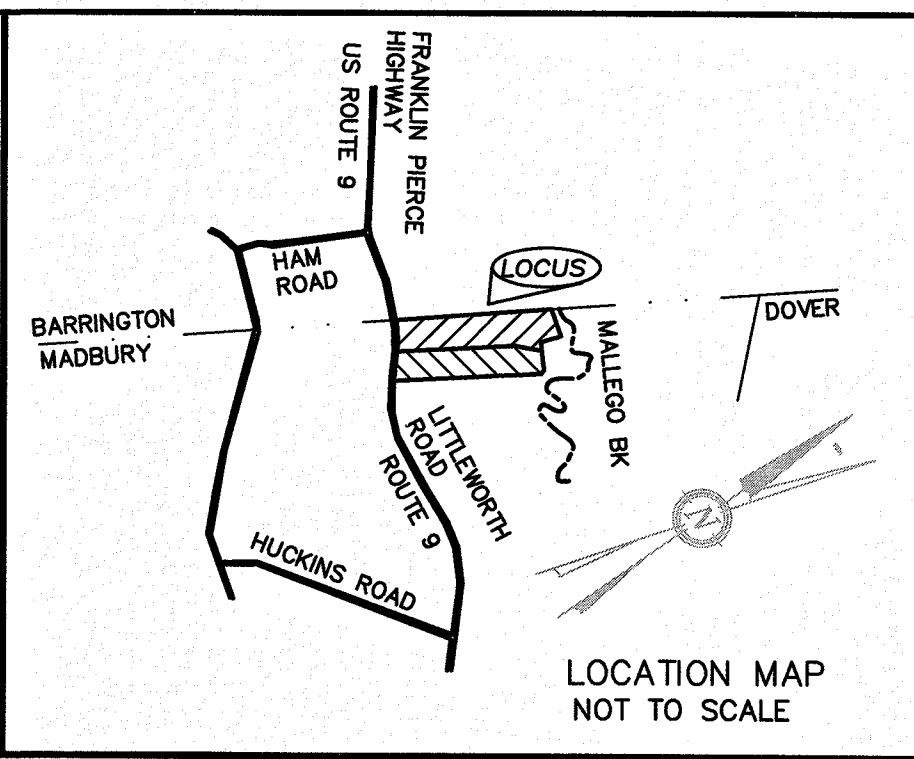 FRANKLIN PIERCE
HIGHWAY
US ROUTE 9
HAM
ROAD
LOCUS
BARRINGTON
MADBURY
DOVER
MALLEGO BK
LITTLEWORTH
ROAD
ROUTE 9
HUCKINS ROAD
N
LOCATION MAP
NOT TO SCALE